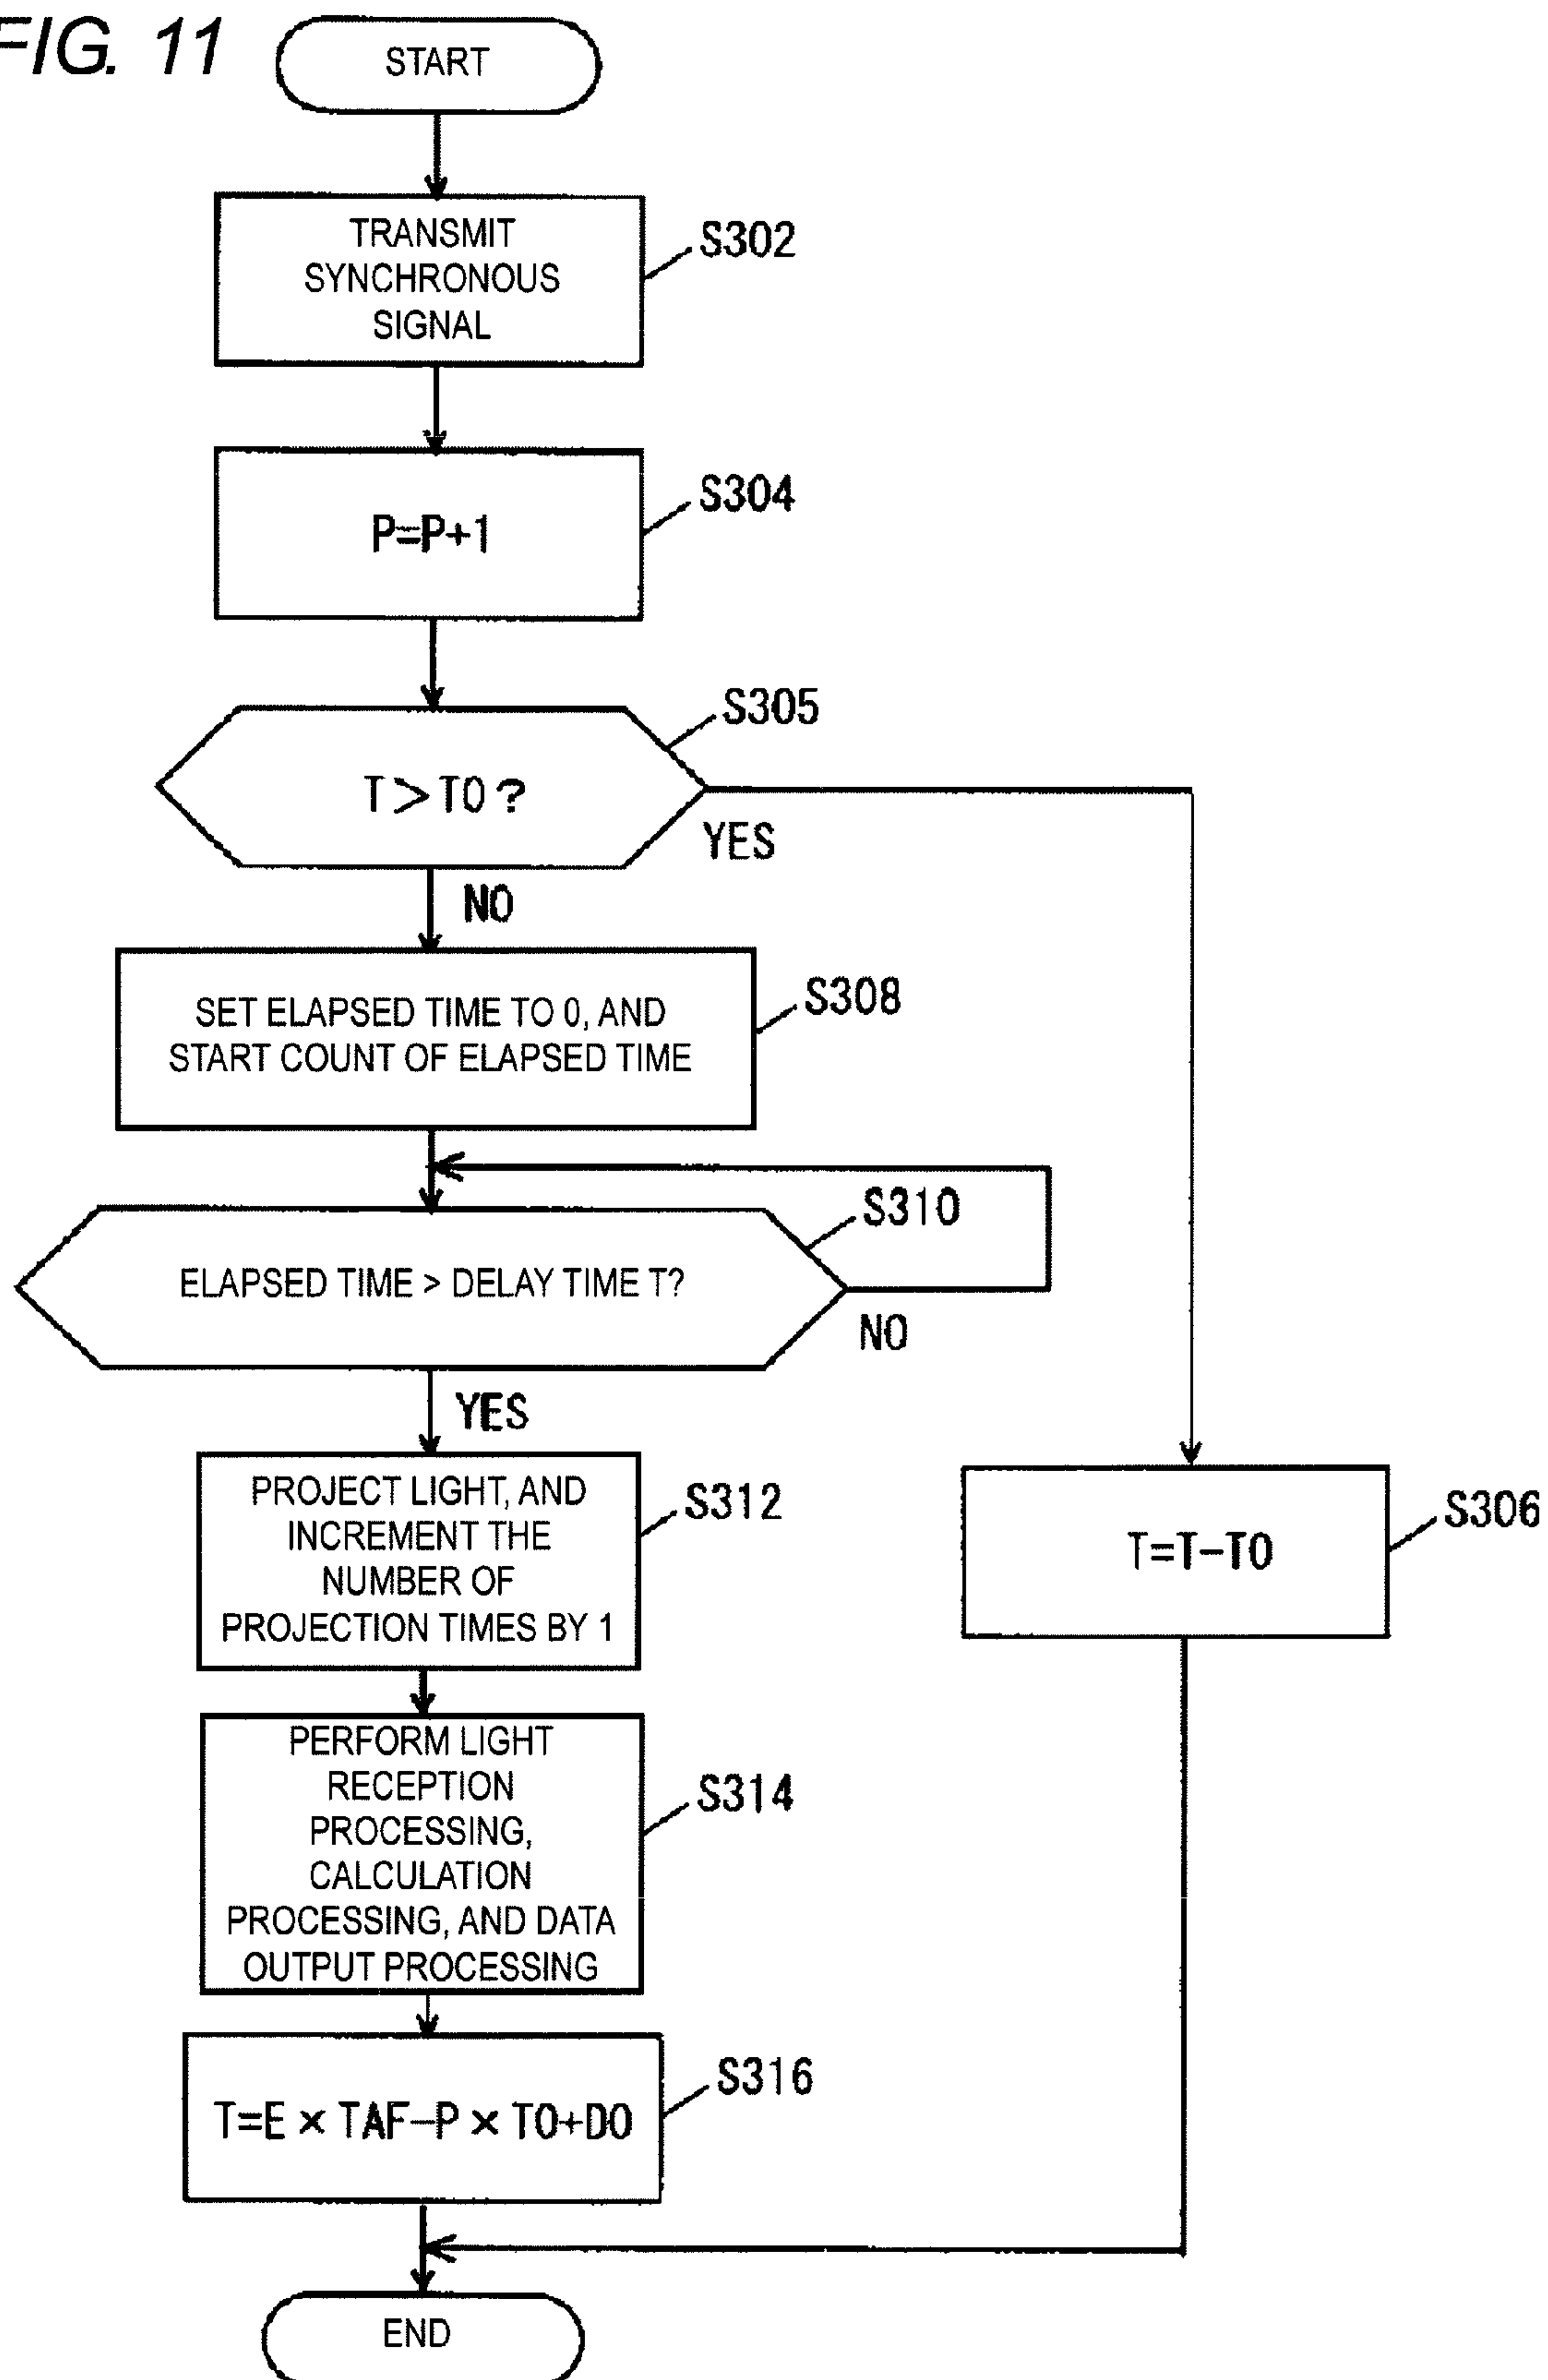 FIG. 11
START
TRANSMIT
SYNCHRONOUS
SIGNAL
S302
P=P+1
S304
T>T0?
S305
YES
NO
SET ELAPSED TIME TO 0, AND
START COUNT OF ELAPSED TIME
S308
ELAPSED TIME > DELAY TIME T?
S310
NO
YES
PROJECT LIGHT, AND
INCREMENT THE
NUMBER OF
PROJECTION TIMES BY 1
S312
T=T-T0
S306
PERFORM LIGHT
RECEPTION
PROCESSING,
CALCULATION
PROCESSING, AND DATA
OUTPUT PROCESSING
S314
T=E × TAF-P × T0+D0
S316
END